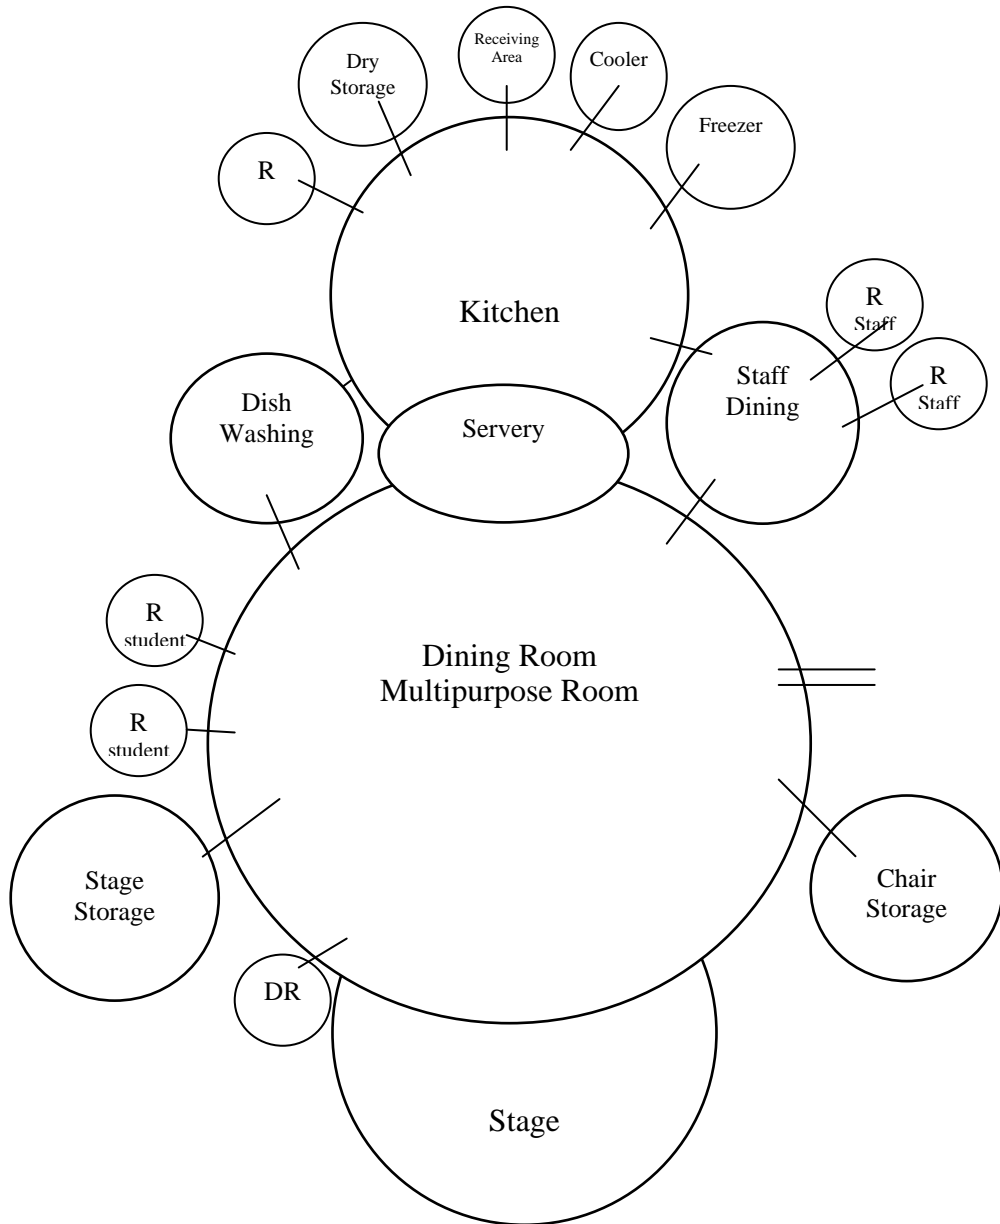 Receiving
Area
Dry
Storage
Cooler
Freezer
R
Kitchen
R
Staff
R
Staff
Staff
Dining
Dish
Washing
Servery
R
student
Dining Room
Multipurpose Room
R
student
Stage
Storage
Chair
Storage
DR
Stage